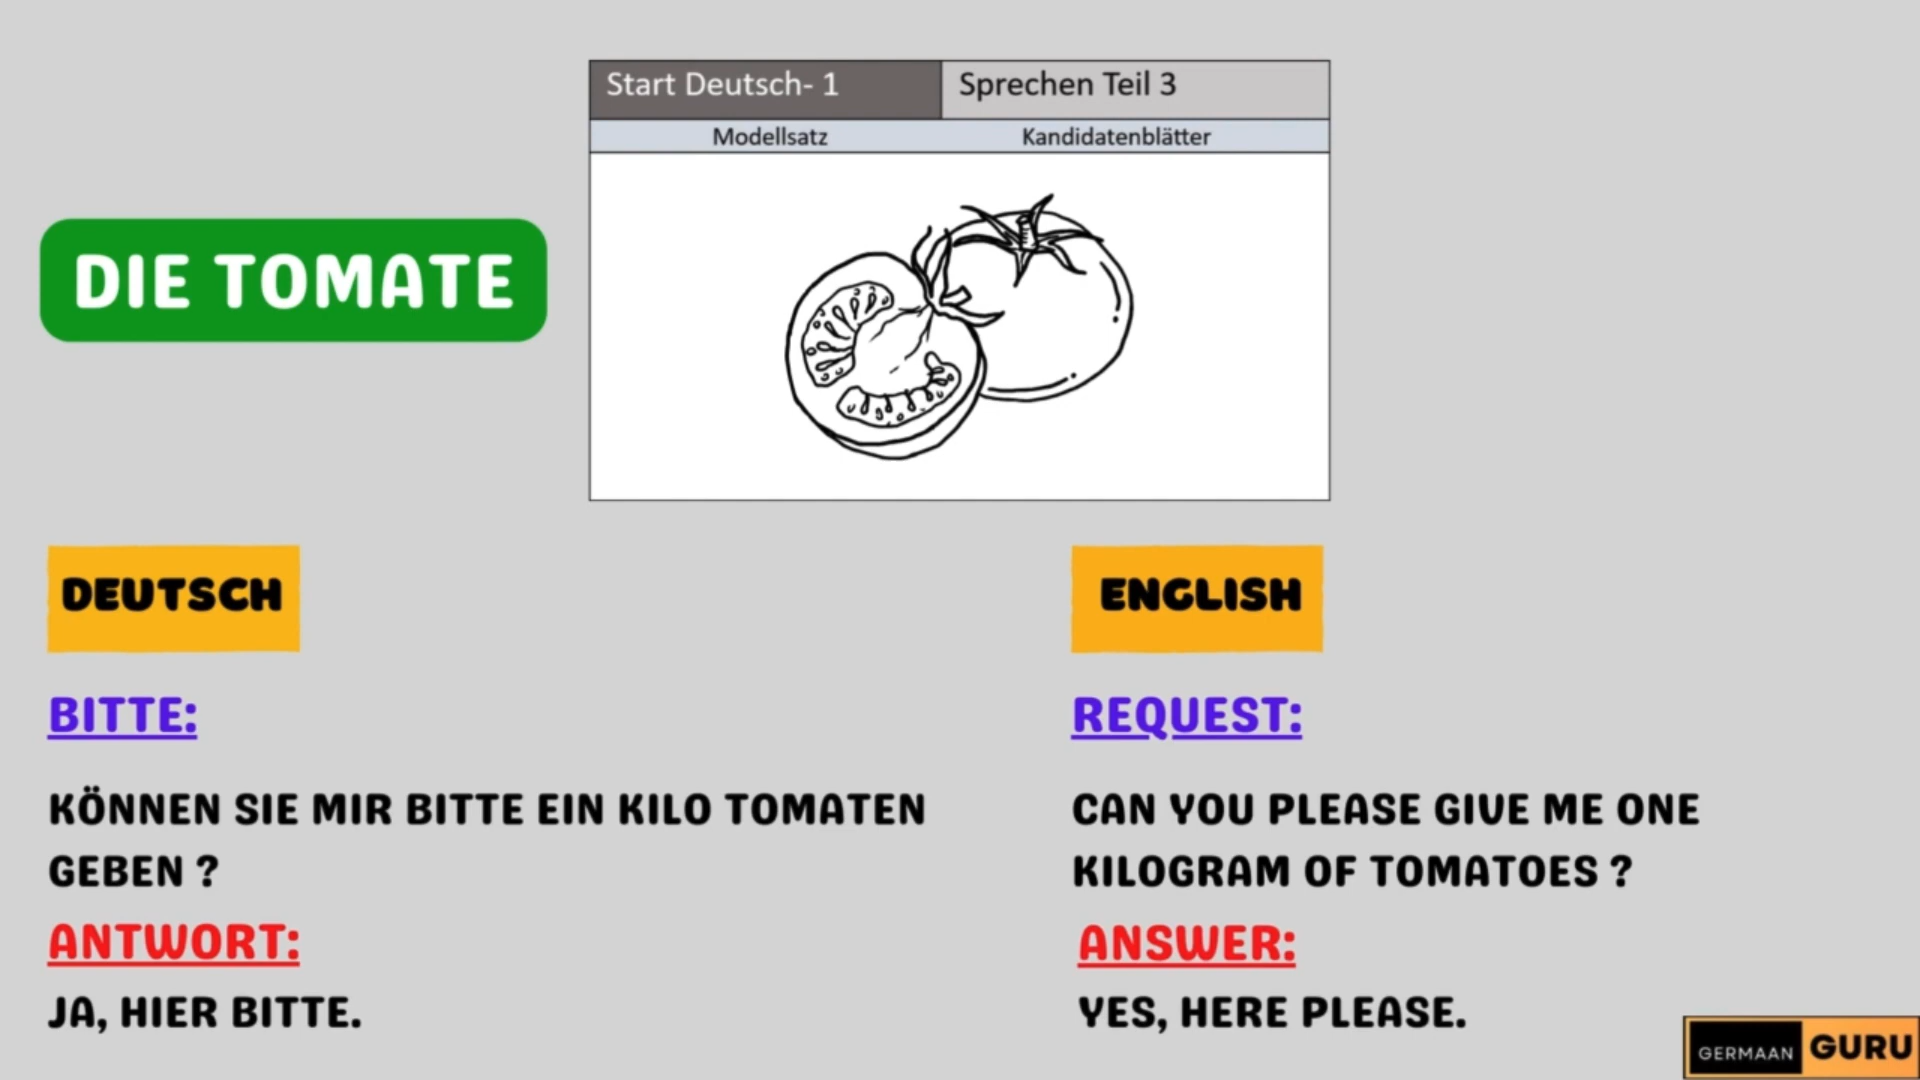 Start Deutsch- 1
Sprechen Teil 3
Modellsatz
Kandidatenblätter
DIE TOMATE
DEUTSCH
BITTE:
KÖNNEN SIE MIR BITTE EIN KILO TOMATEN
GEBEN ?
ANTWORT:
JA, HIER BITTE.
ENGLISH
REQUEST:
CAN YOU PLEASE GIVE ME ONE
KILOGRAM OF TOMATOES ?
ANSWER:
YES, HERE PLEASE.
GERMAAN GURU